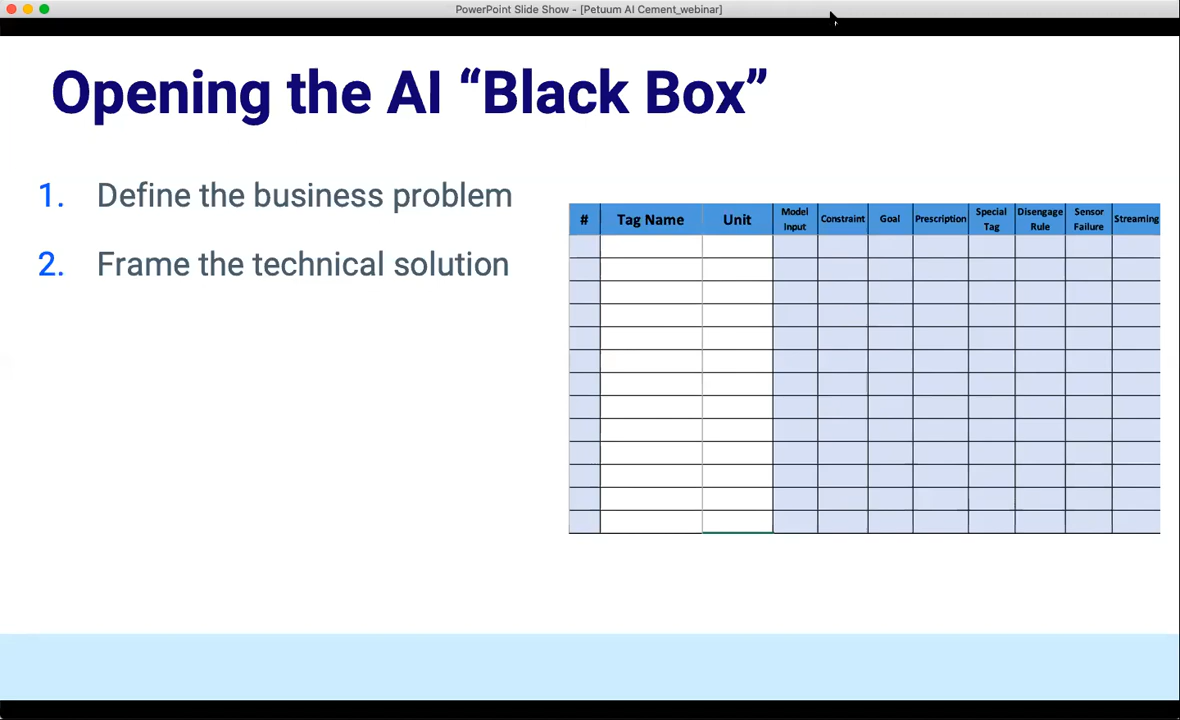 PowerPoint Slide Show - [Petuum AI Cement_webinar]
Opening the AI “Black Box”
1. Define the business problem
2. Frame the technical solution
# Tag Name Unit Model Input Constraint Goal Prescription Special Tag Disengage Rule Sensor Failure Streaming